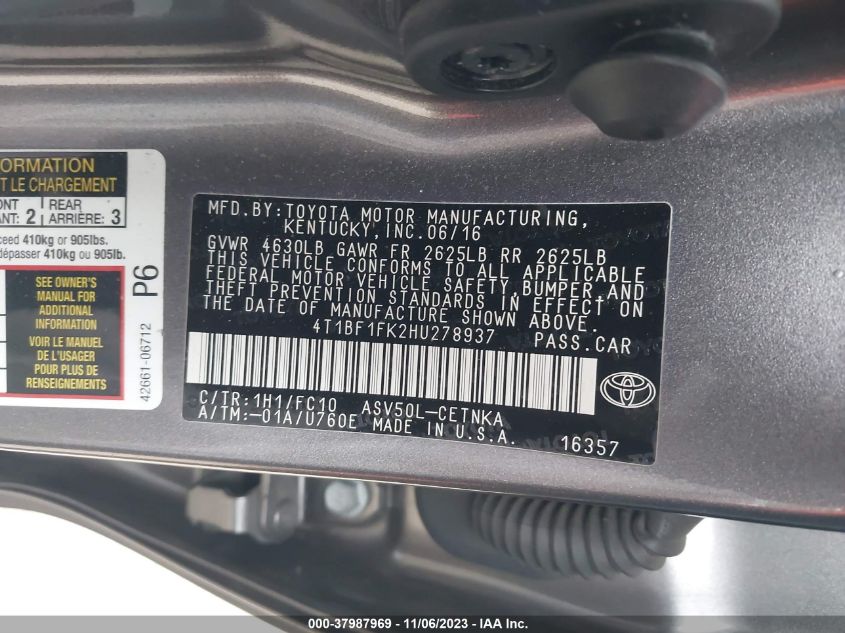 ORMATION
T LE CHARGEMENT
ONT
ANT: 2
REAR
ARRIÈRE: 3
ceed 410kg or 905lbs.
dépasser 410kg ou 905lb.
SEE OWNER'S
MANUAL FOR
ADDITIONAL
INFORMATION
VOIR LE MANUEL
DE L'USAGER
POUR PLUS DE
RENSEIGNEMENTS
P6
42661-06712
MFD.BY:TOYOTA MOTOR MANUFACTURING,
KENTUCKY,INC.06/16
GVWR 4630LB GAWR FR 2625LB RR 2625LB
THIS VEHICLE CONFORMS TO ALL APPLICABLE
FEDERAL MOTOR VEHICLE SAFETY,BUMPER,AND
THEFT PREVENTION STANDARDS IN EFFECT ON
THE DATE OF MANUFACTURE SHOWN ABOVE.
4T1BF1FK2HU278937 PASS.CAR
C/TR:1H1/FC10 ASV50L-CETNKA
A/TM:-01A/U760E MADE IN U.S.A. 16357
000-37987969 | 11/06/2023 - IAA Inc.